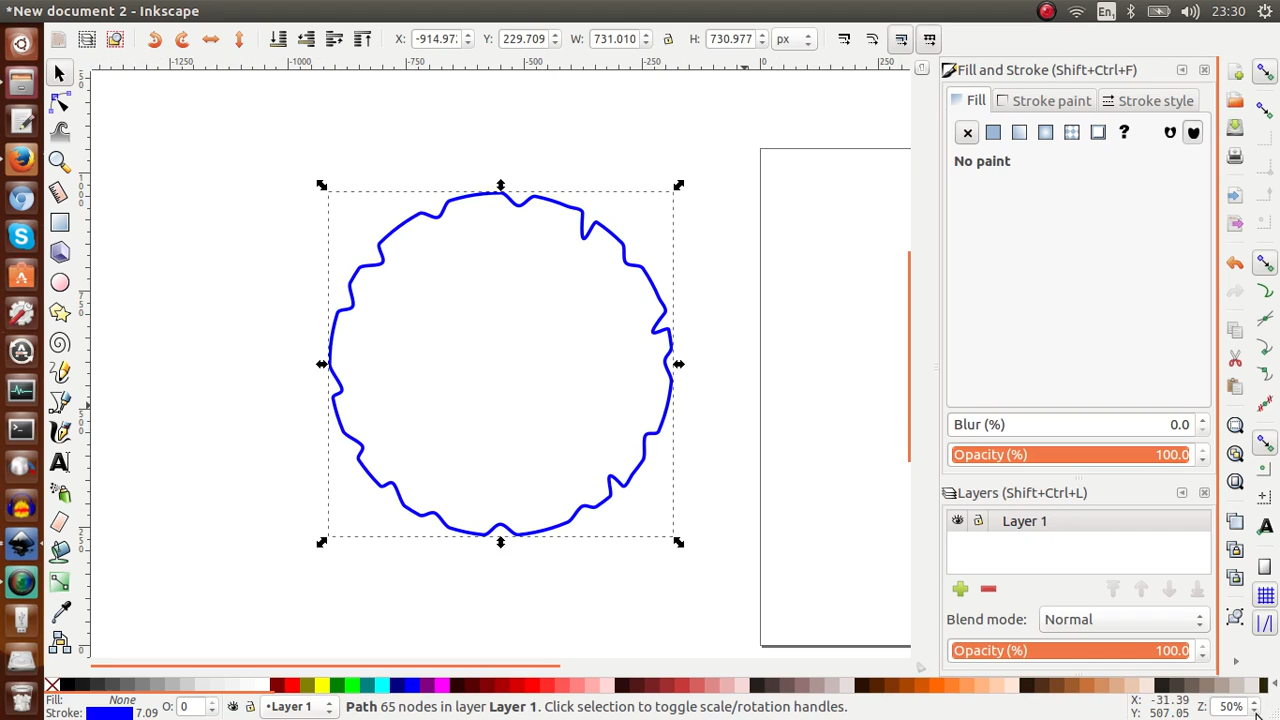 *New document 2 - Inkscape
En1
23:30
X: -914.97
Y: 229.709
W: 731.010
H: 730.977
px
-1250
-1000
-750
-500
-250
0
250
Fill and Stroke (Shift+Ctrl+F)
Fill
Stroke paint
Stroke style
?
No paint
Blur (%) 0.0
Opacity (%) 100.0
Layers (Shift+Ctrl+L)
Layer 1
Blend mode: Normal
Opacity (%) 100.0
Fill: None
Stroke: 7.09
O: 0
•Layer 1
Path 65 nodes in layer Layer 1. Click selection to toggle scale/rotation handles.
X: -31.39
Y: 507.05
Z: 50%